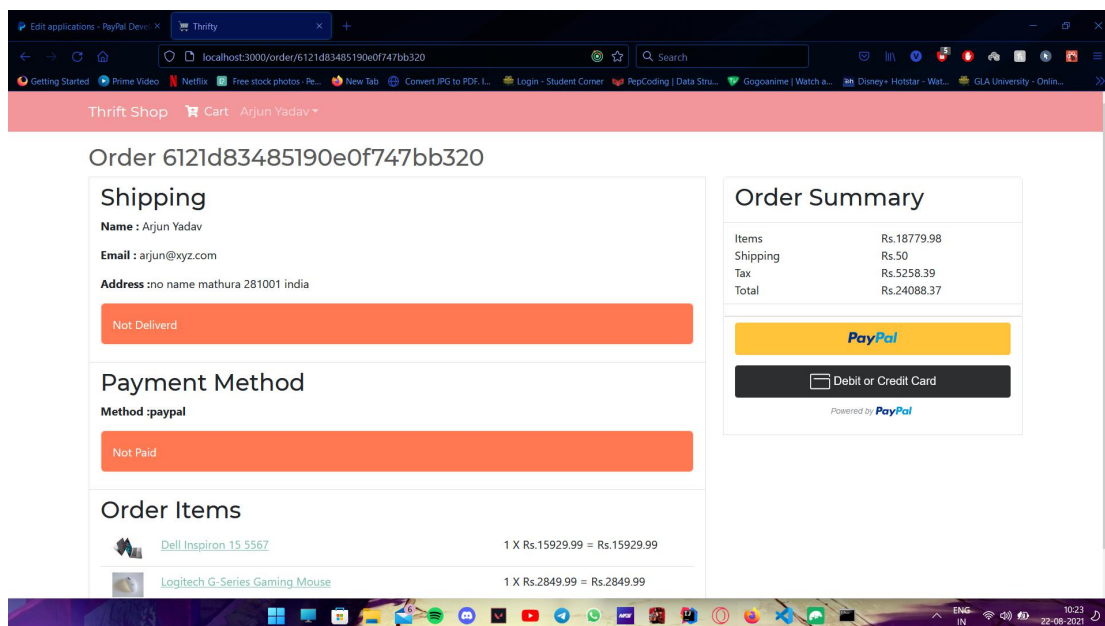 Edit applications - PayPal Devel
Thrifty
localhost:3000/order/6121d83485190e0f747bb320
Search
5
Getting Started
Prime Video
Netflix
Free stock photos · Pe...
New Tab
Convert JPG to PDF. I...
Login - Student Corner
PepCoding | Data Stru...
Gogoanime | Watch a...
Disney+ Hotstar - Wat...
GLA University - Onlin...
Thrift Shop Cart Arjun Yadav
Order 6121d83485190e0f747bb320
Shipping
Name : Arjun Yadav
Email : arjun@xyz.com
Address :no name mathura 281001 india
Not Deliverd
Payment Method
Method :paypal
Not Paid
Order Items
Dell Inspiron 15 5567 1 X Rs.15929.99 = Rs.15929.99
Logitech G-Series Gaming Mouse 1 X Rs.2849.99 = Rs.2849.99
Order Summary
Items Rs.18779.98
Shipping Rs.50
Tax Rs.5258.39
Total Rs.24088.37
PayPal
Debit or Credit Card
Powered by PayPal
6
ENG
IN
10:23
22-08-2021